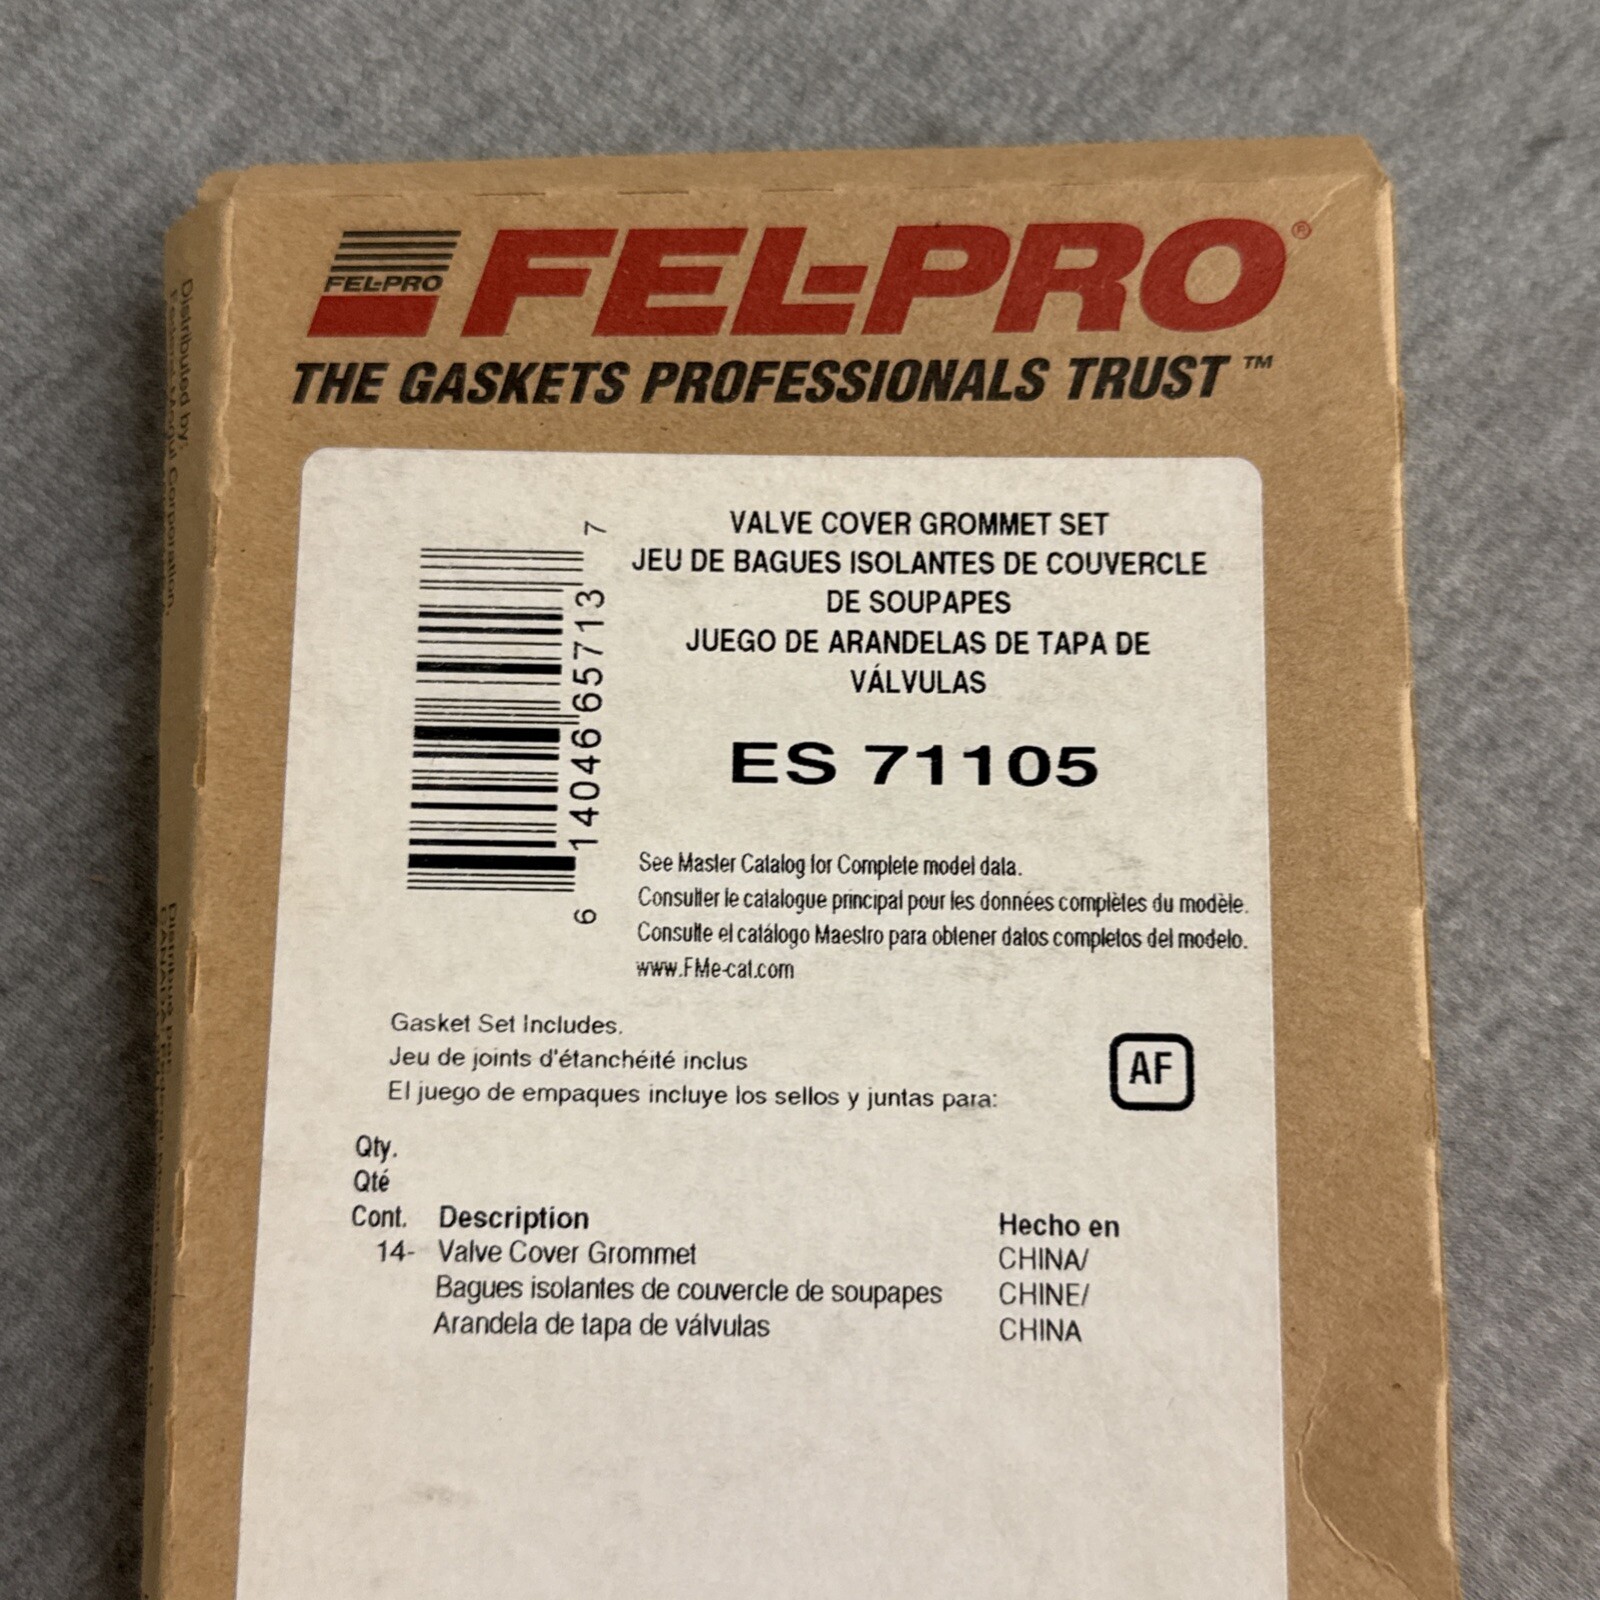 FEL-PRO
FEL-PRO®
THE GASKETS PROFESSIONALS TRUST™
VALVE COVER GROMMET SET
JEU DE BAGUES ISOLANTES DE COUVERCLE
DE SOUPAPES
JUEGO DE ARANDELAS DE TAPA DE
VÁLVULAS
6 14046 65713 7
ES 71105
See Master Catalog for Complete model data.
Consulter le catalogue principal pour les données complètes du modèle.
Consulte el catálogo Maestro para obtener datos completos del modelo.
www.FMe-cat.com
Gasket Set Includes.
Jeu de joints d'étanchéité inclus
El juego de empaques incluye los sellos y juntas para:
AF
Qty.
Qté
Cont. Description Hecho en
14- Valve Cover Grommet CHINA/
Bagues isolantes de couvercle de soupapes CHINE/
Arandela de tapa de válvulas CHINA
Distributed by:
Federal-Mogul Corporation,